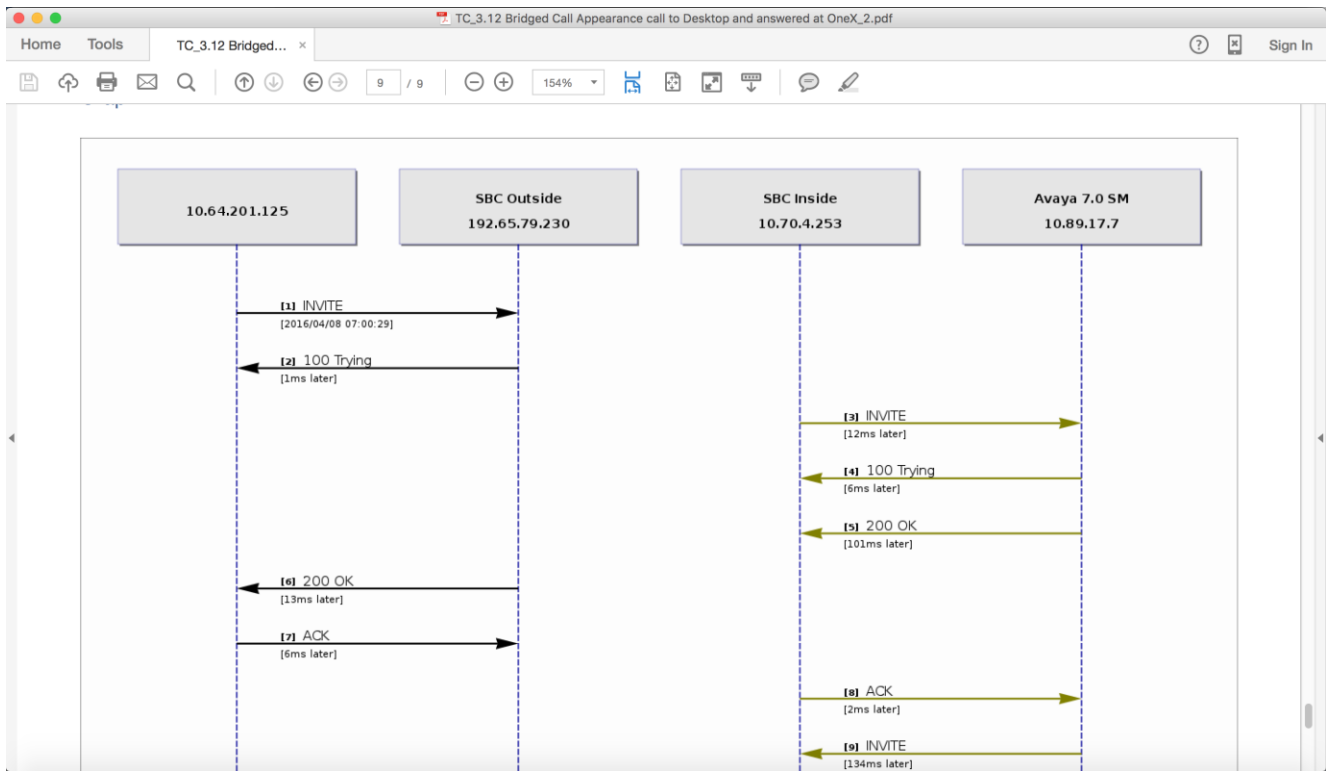 TC_3.12 Bridged Call Appearance call to Desktop and answered at OneX_2.pdf
Home Tools TC_3.12 Bridged... × Sign In
9 / 9 154%
10.64.201.125
SBC Outside
192.65.79.230
SBC Inside
10.70.4.253
Avaya 7.0 SM
10.89.17.7
[1] INVITE
[2016/04/08 07:00:29]
[2] 100 Trying
[1ms later]
[3] INVITE
[12ms later]
[4] 100 Trying
[6ms later]
[5] 200 OK
[101ms later]
[6] 200 OK
[13ms later]
[7] ACK
[6ms later]
[8] ACK
[2ms later]
[9] INVITE
[134ms later]